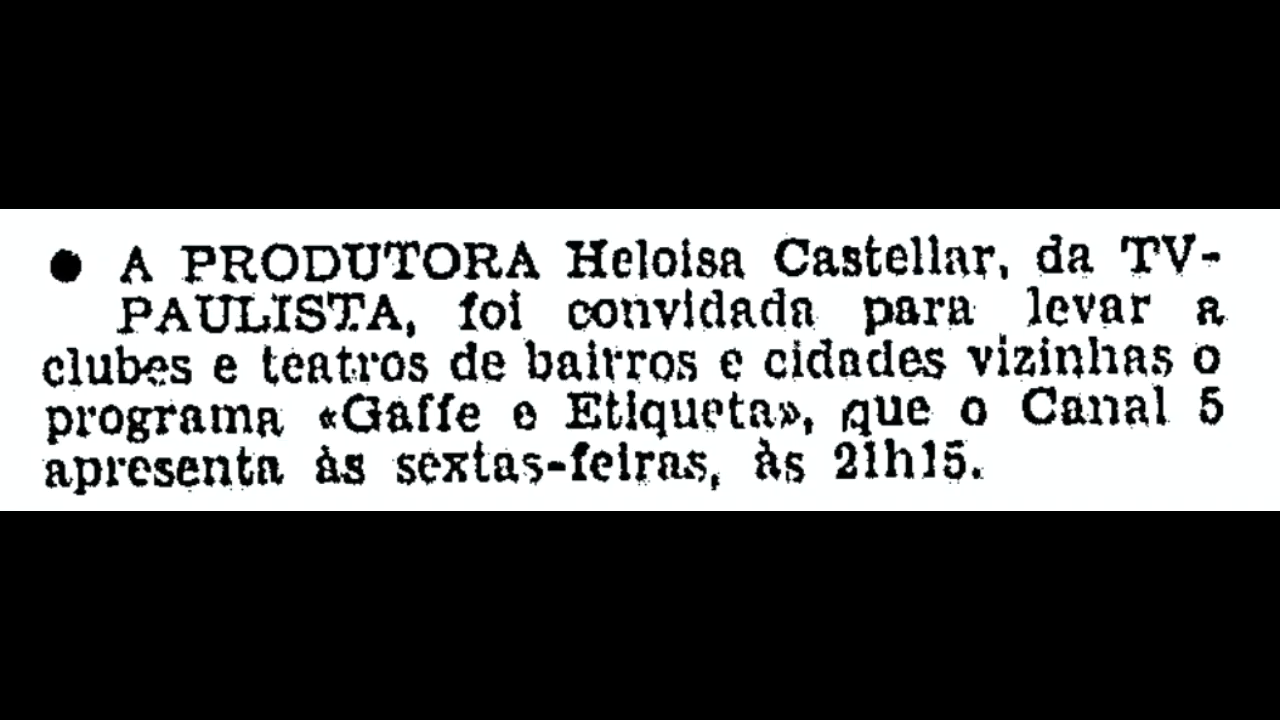 ● A PRODUTORA Heloisa Castellar, da TV-
PAULISTA, foi convidada para levar a
clubes e teatros de bairros e cidades vizinhas o
programa «Gaffe e Etiqueta», que o Canal 5
apresenta às sextas-feiras, às 21h15.